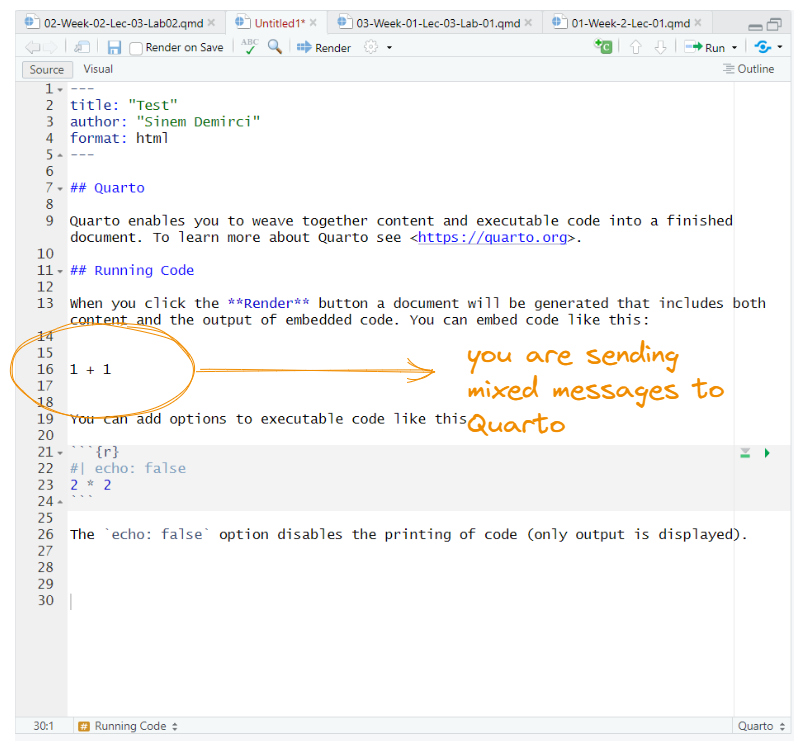 02-Week-02-Lec-03-Lab02.qmd × Untitled1* × 03-Week-01-Lec-03-Lab-01.qmd × 01-Week-2-Lec-01.qmd ×
Render on Save ABC Render Run
Source Visual Outline
1 ---
2 title: "Test"
3 author: "Sinem Demirci"
4 format: html
5 ---
6
7 ## Quarto
8
9 Quarto enables you to weave together content and executable code into a finished
document. To learn more about Quarto see <https://quarto.org>.
10
11 ## Running Code
12
13 When you click the **Render** button a document will be generated that includes both
content and the output of embedded code. You can embed code like this:
14
15
16 1 + 1
17
18
you are sending
mixed messages to
Quarto
19 You can add options to executable code like this
20
21 ```{r}
22 #| echo: false
23 2 * 2
24 ```
25
26 The `echo: false` option disables the printing of code (only output is displayed).
27
28
29
30
30:1 # Running Code Quarto